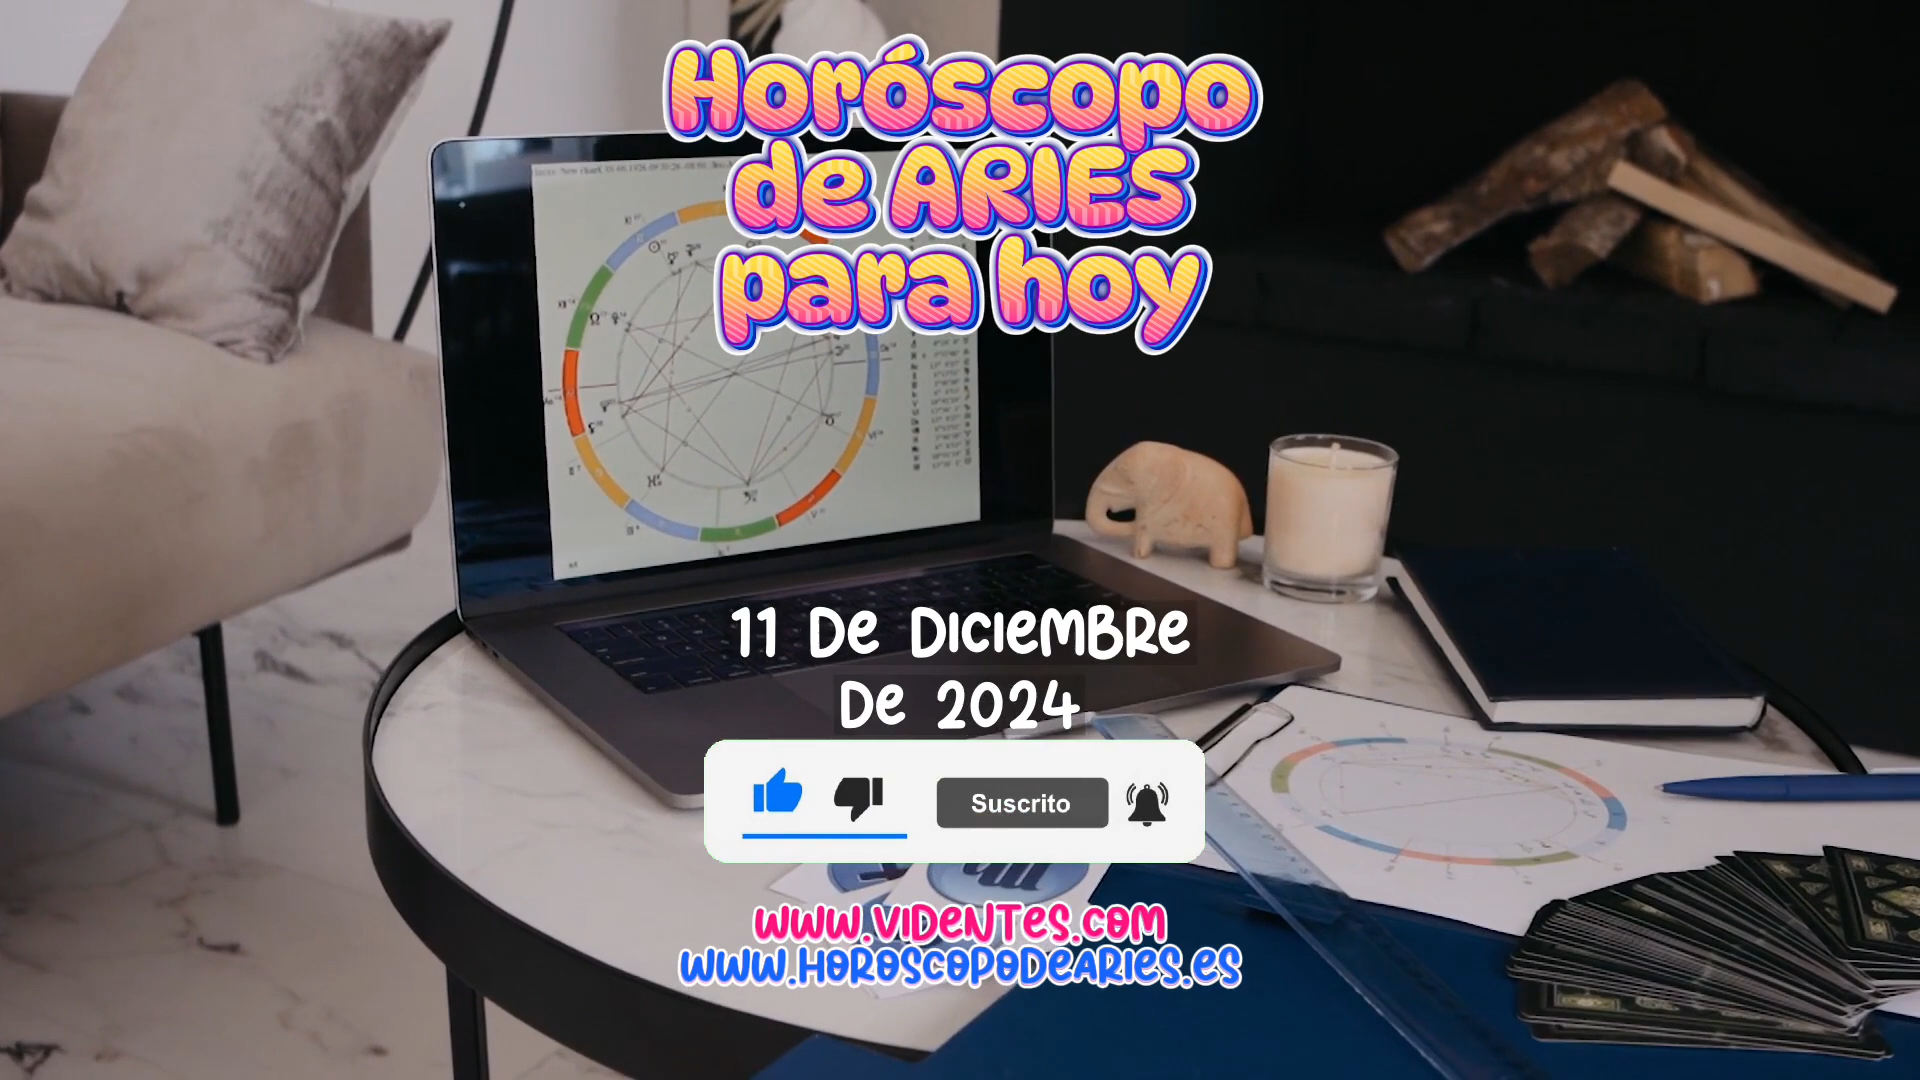 Horóscopo
de ARIES
para hoy
11 De DICIEMBRE
De 2024
Suscrito
www.VIDENTES.com
www.HOROSCOPODEARIES.ES